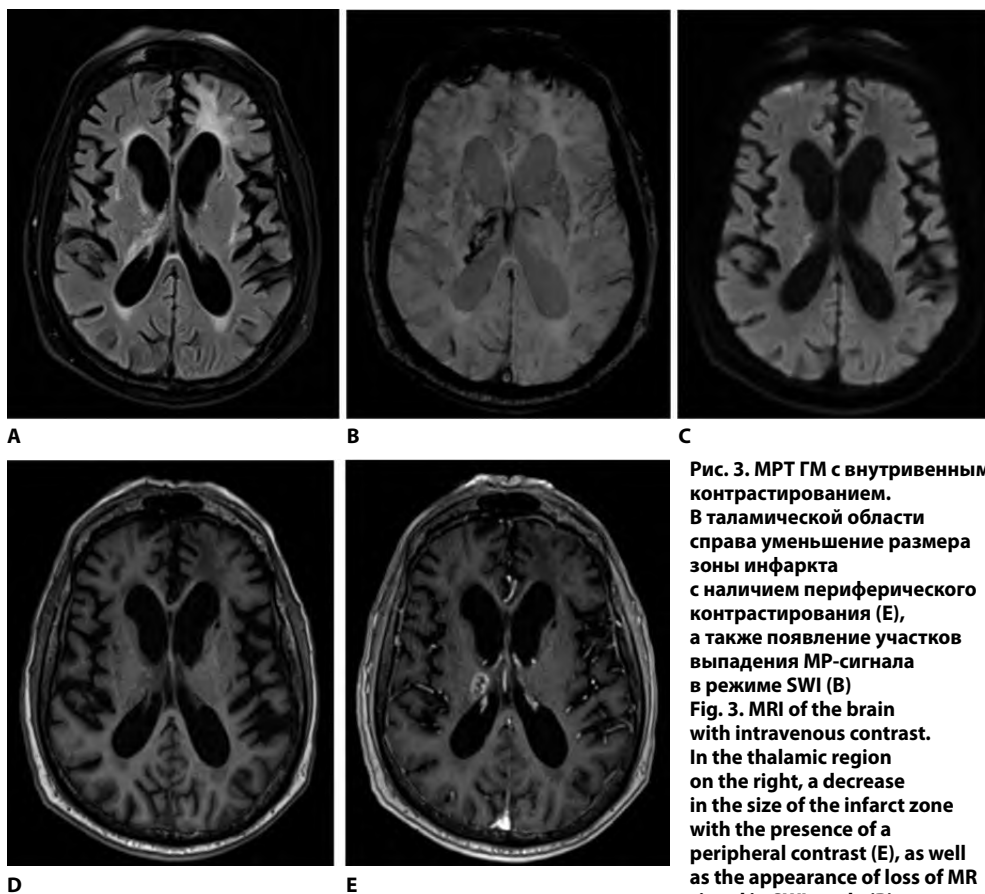 A
B
C
D
E
Рис. 3. МРТ ГМ с внутривенным
контрастированием.
В таламической области
справа уменьшение размера
зоны инфаркта
с наличием периферического
контрастирования (E),
а также появление участков
выпадения МР-сигнала
в режиме SWI (B)
Fig. 3. MRI of the brain
with intravenous contrast.
In the thalamic region
on the right, a decrease
in the size of the infarct zone
with the presence of a
peripheral contrast (E), as well
as the appearance of loss of MR